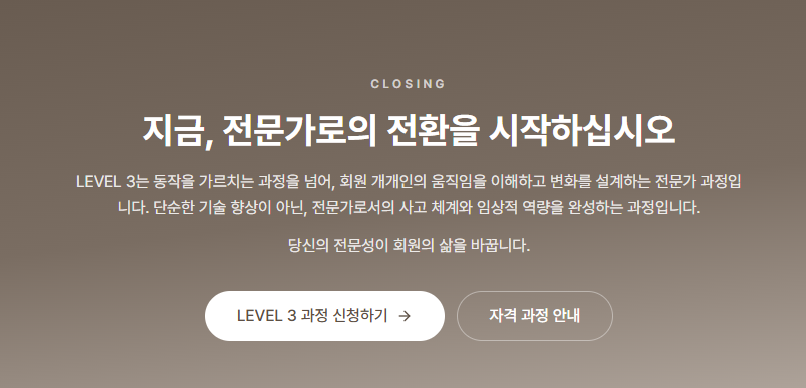 CLOSING
지금, 전문가로의 전환을 시작하십시오
LEVEL 3는 동작을 가르치는 과정을 넘어, 회원 개개인의 움직임을 이해하고 변화를 설계하는 전문가 과정입
니다. 단순한 기술 향상이 아닌, 전문가로서의 사고 체계와 임상적 역량을 완성하는 과정입니다.
당신의 전문성이 회원의 삶을 바꿉니다.
LEVEL 3 과정 신청하기 →
자격 과정 안내